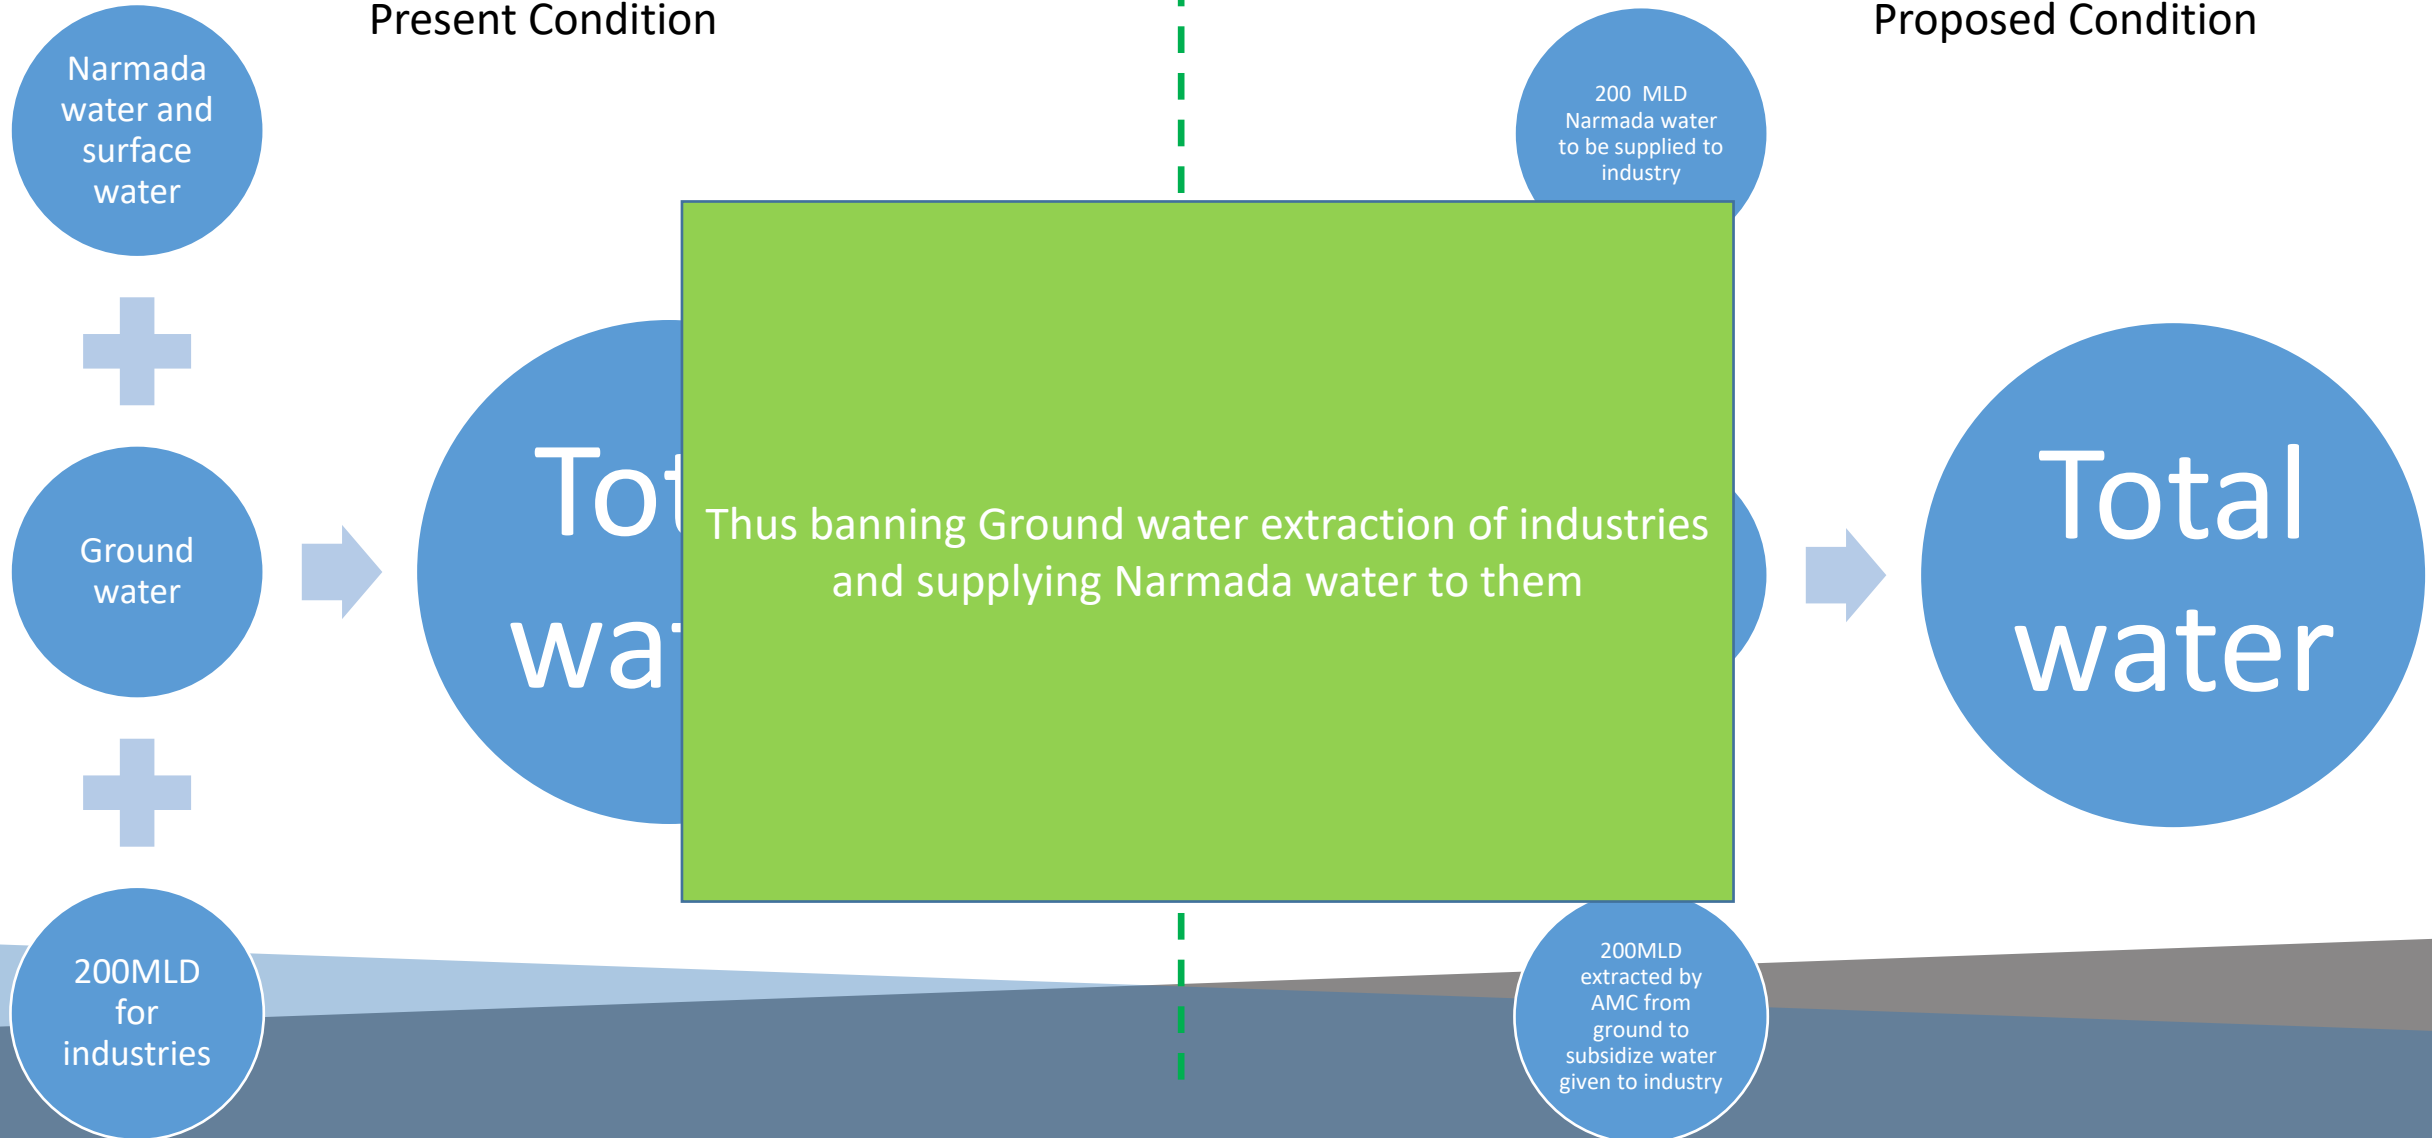 Present Condition
Narmada
water and
surface
water
Ground
water
200MLD
for
industries
Thus banning Ground water extraction of industries
and supplying Narmada water to them
Proposed Condition
200 MLD
Narmada water
to be supplied to
industry
200MLD
extracted by
AMC from
ground to
subsidize water
given to industry
Total
water